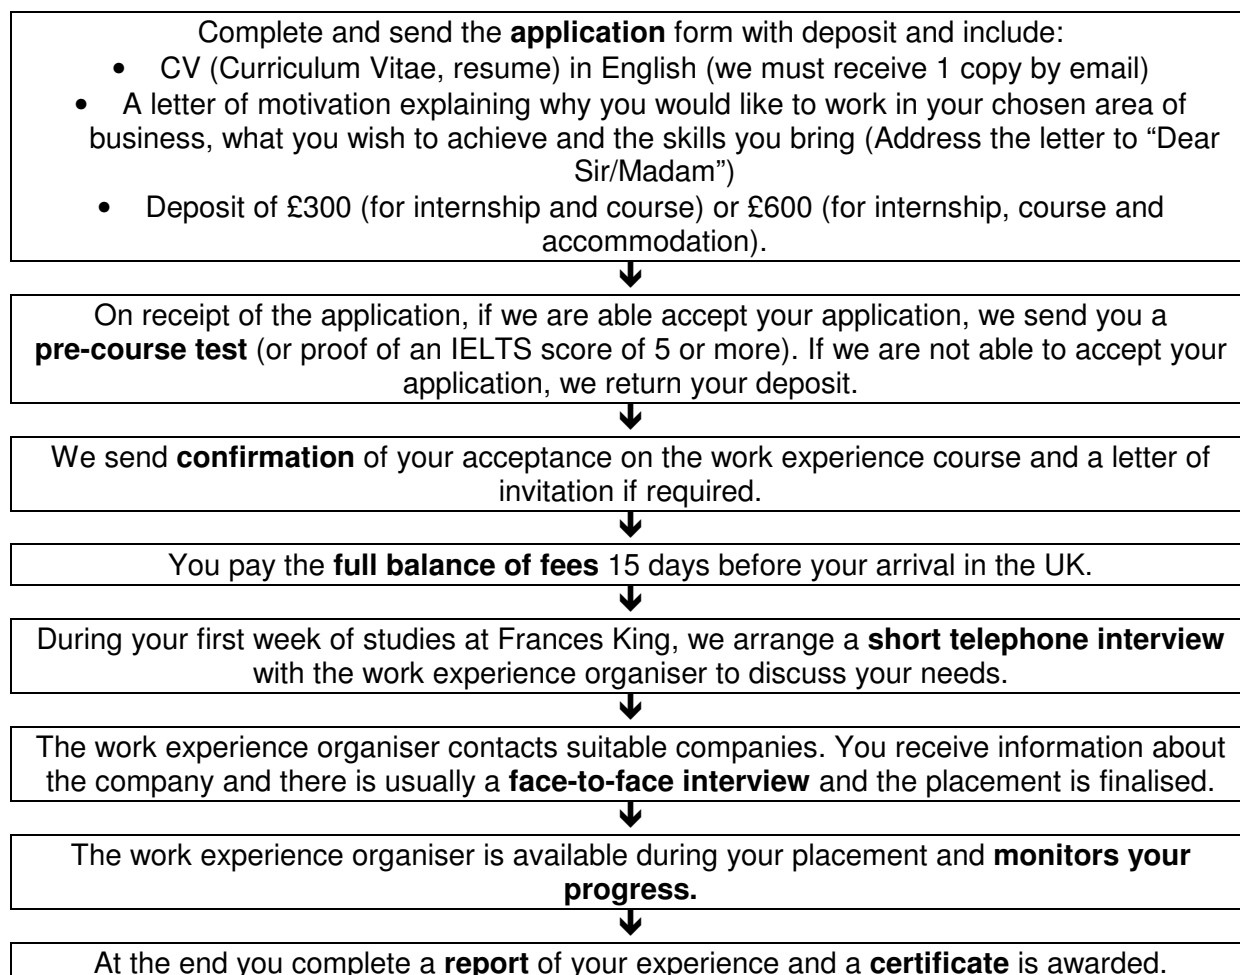 Complete and send the application form with deposit and include:
• CV (Curriculum Vitae, resume) in English (we must receive 1 copy by email)
• A letter of motivation explaining why you would like to work in your chosen area of
business, what you wish to achieve and the skills you bring (Address the letter to “Dear
Sir/Madam”)
• Deposit of £300 (for internship and course) or £600 (for internship, course and
accommodation).
On receipt of the application, if we are able accept your application, we send you a
pre-course test (or proof of an IELTS score of 5 or more). If we are not able to accept your
application, we return your deposit.
We send confirmation of your acceptance on the work experience course and a letter of
invitation if required.
You pay the full balance of fees 15 days before your arrival in the UK.
During your first week of studies at Frances King, we arrange a short telephone interview
with the work experience organiser to discuss your needs.
The work experience organiser contacts suitable companies. You receive information about
the company and there is usually a face-to-face interview and the placement is finalised.
The work experience organiser is available during your placement and monitors your
progress.
At the end you complete a report of your experience and a certificate is awarded.